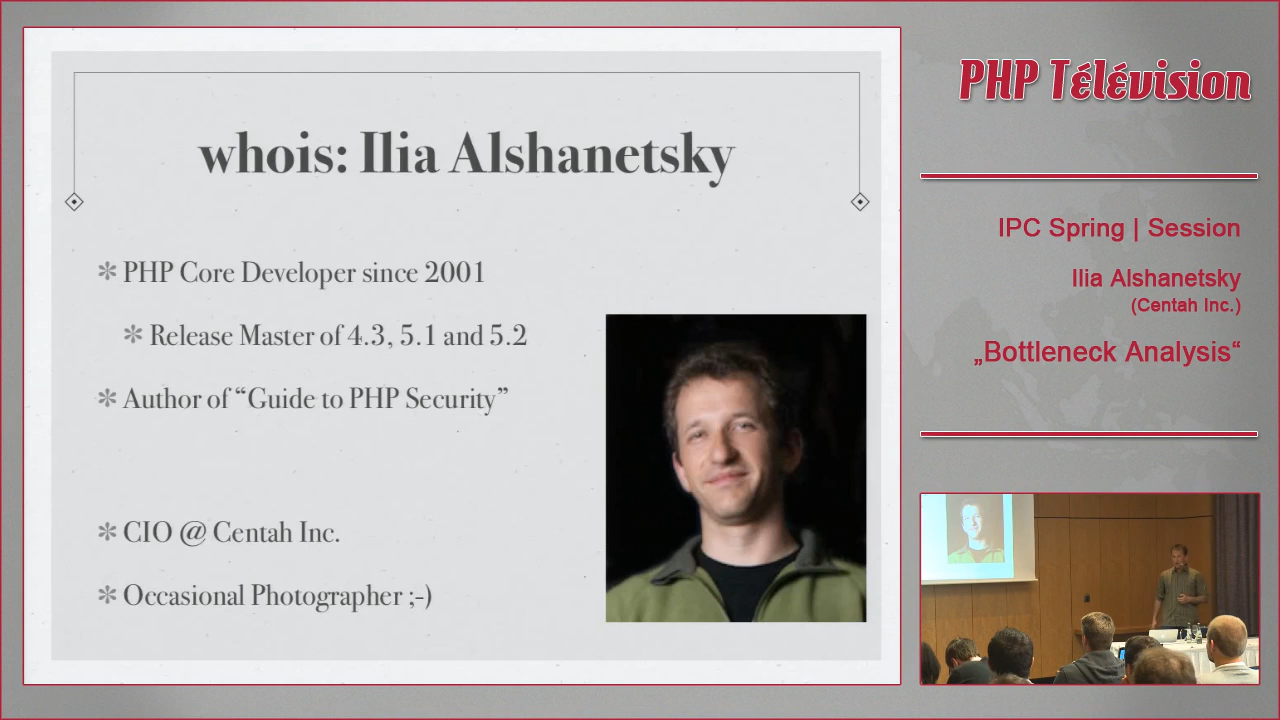 whois: Ilia Alshanetsky
✻ PHP Core Developer since 2001
✻ Release Master of 4.3, 5.1 and 5.2
✻ Author of “Guide to PHP Security”
✻ CIO @ Centah Inc.
✻ Occasional Photographer ;-)
PHP Télévision
IPC Spring | Session
Ilia Alshanetsky
(Centah Inc.)
„Bottleneck Analysis“